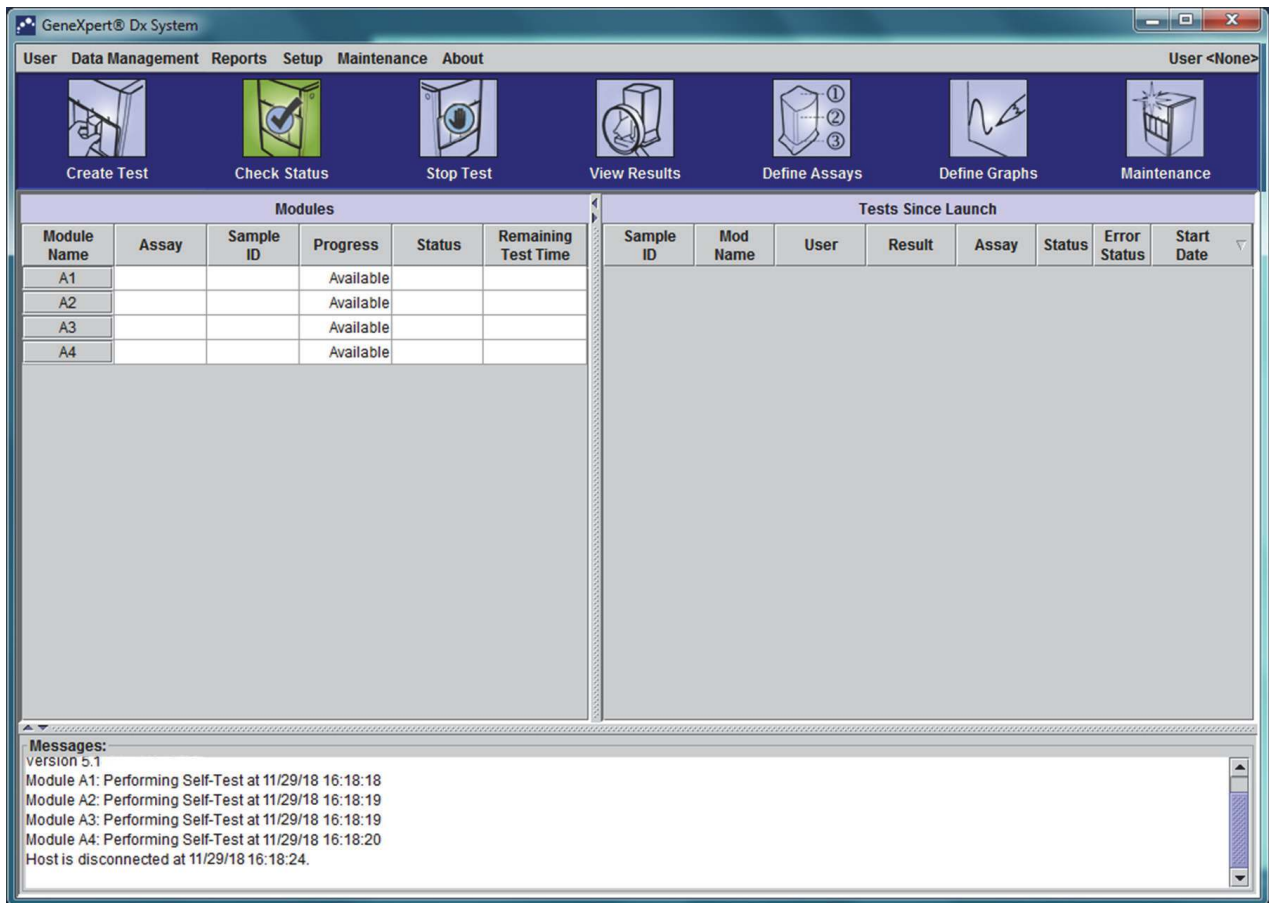 GeneXpert® Dx System
User Data Management Reports Setup Maintenance About User <None>
Create Test Check Status Stop Test View Results Define Assays Define Graphs Maintenance
① ② ③
Modules
Module Name Assay Sample ID Progress Status Remaining Test Time
A1 Available
A2 Available
A3 Available
A4 Available
Tests Since Launch
Sample ID Mod Name User Result Assay Status Error Status Start Date
Messages:
Version 5.1
Module A1: Performing Self-Test at 11/29/18 16:18:18
Module A2: Performing Self-Test at 11/29/18 16:18:19
Module A3: Performing Self-Test at 11/29/18 16:18:19
Module A4: Performing Self-Test at 11/29/18 16:18:20
Host is disconnected at 11/29/18 16:18:24.